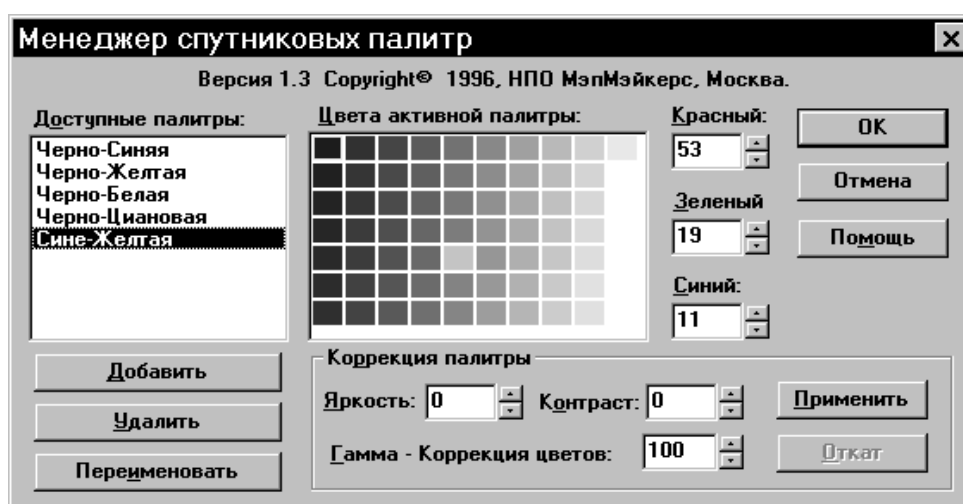 Менеджер спутниковых палитр
Версия 1.3 Copyright© 1996, НПО МэпМэйкерс, Москва.
Доступные палитры:
Черно-Синяя
Черно-Желтая
Черно-Белая
Черно-Циановая
Сине-Желтая
Цвета активной палитры:
Красный:
53
Зеленый
19
Синий:
11
OK
Отмена
Помощь
Добавить
Удалить
Переименовать
Коррекция палитры
Яркость: 0
Контраст: 0
Применить
Гамма - Коррекция цветов: 100
Откат